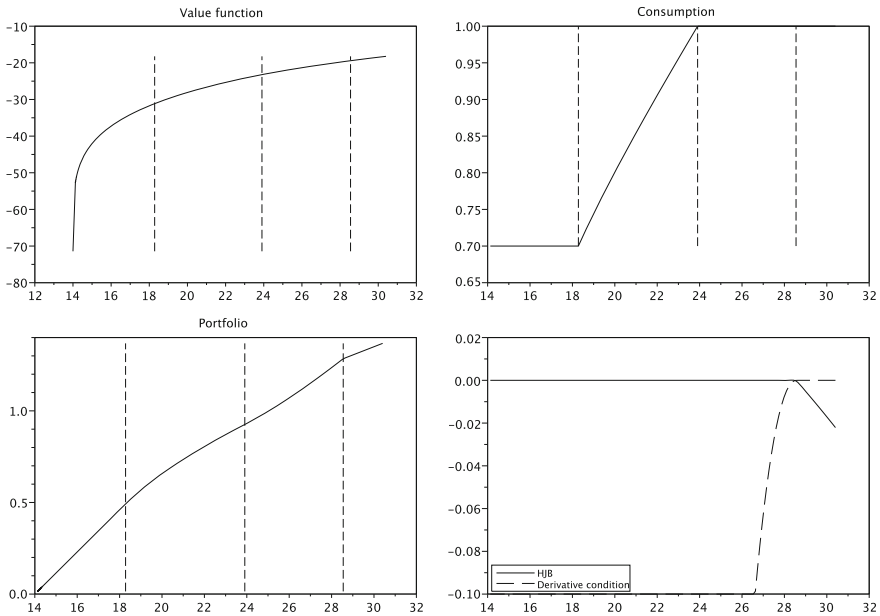 Value function
-10
-20
-30
-40
-50
-60
-70
-80
12 14 16 18 20 22 24 26 28 30 32
Consumption
1.00
0.95
0.90
0.85
0.80
0.75
0.70
0.65
14 16 18 20 22 24 26 28 30 32
Portfolio
1.0
0.5
0.0
14 16 18 20 22 24 26 28 30 32
0.02
0.00
-0.02
-0.04
-0.06
-0.08
-0.10
HJB
Derivative condition
14 16 18 20 22 24 26 28 30 32